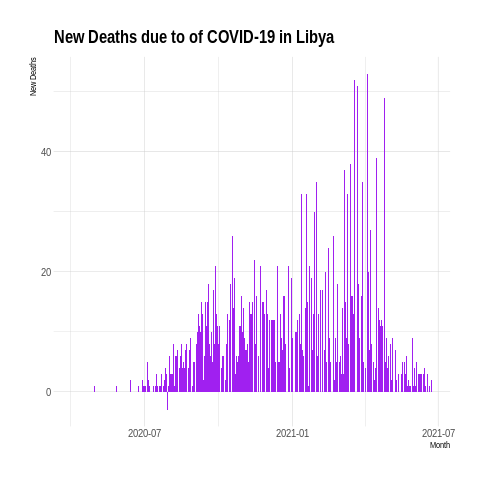 New Deaths due to of COVID-19 in Libya
New Deaths
40
20
0
2020-07
2021-01
2021-07
Month